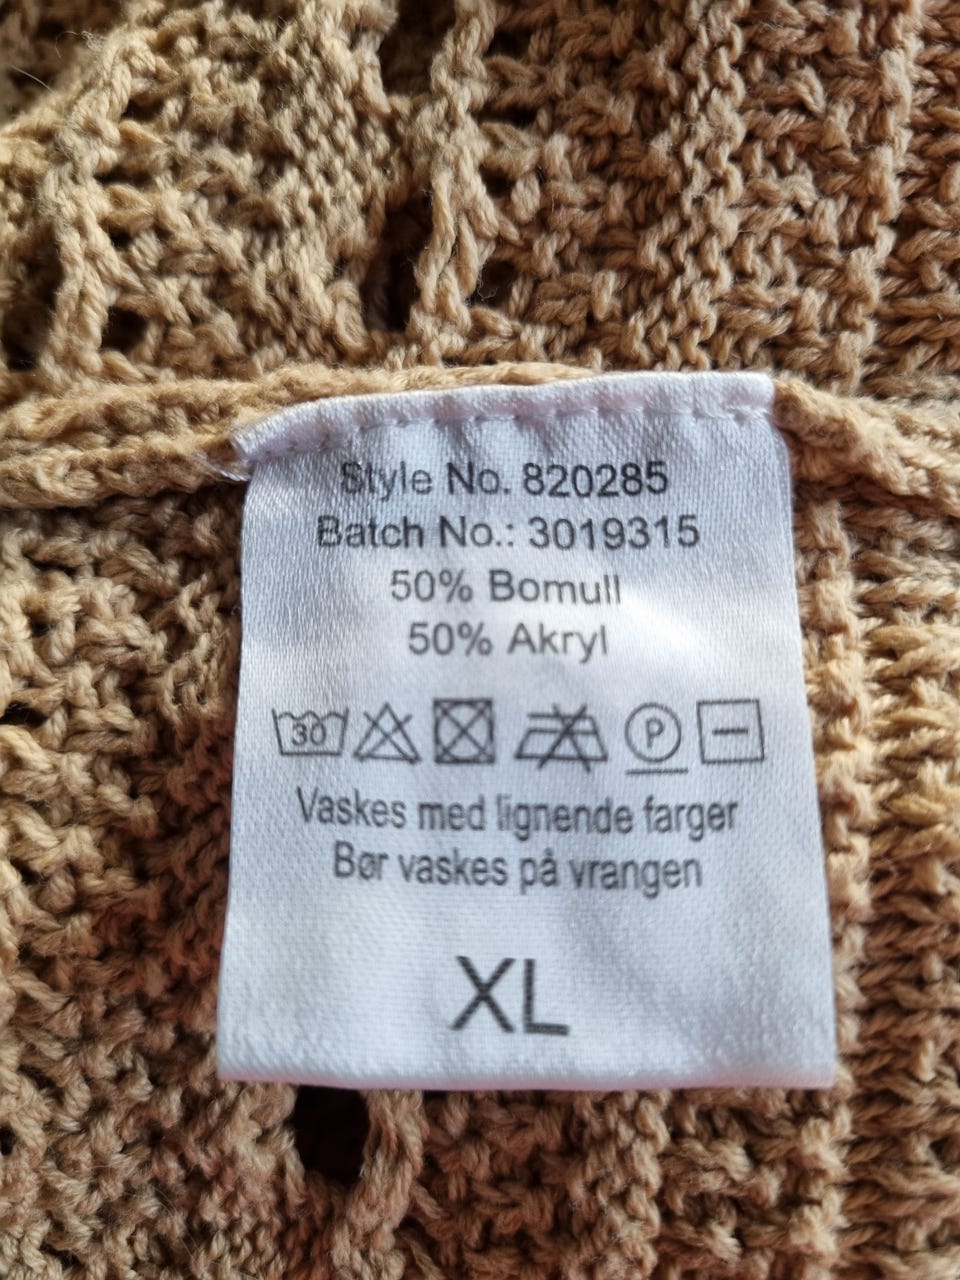 Style No. 820285
Batch No.: 3019315
50% Bomull
50% Akryl
30 P
Vaskes med lignende farger
Bør vaskes på vrangen
XL